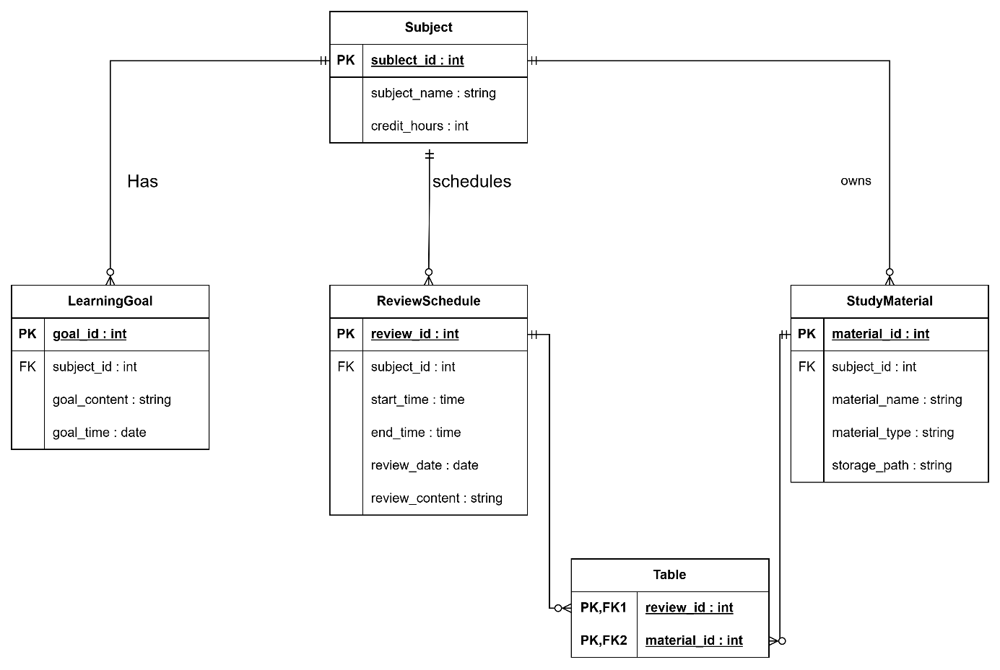 Subject
PK sublect_id : int
subject_name : string
credit_hours : int
Has
schedules
owns
LearningGoal
PK goal_id : int
FK subject_id : int
goal_content : string
goal_time : date
ReviewSchedule
PK review_id : int
FK subject_id : int
start_time : time
end_time : time
review_date : date
review_content : string
StudyMaterial
PK material_id : int
FK subject_id : int
material_name : string
material_type : string
storage_path : string
Table
PK,FK1 review_id : int
PK,FK2 material_id : int